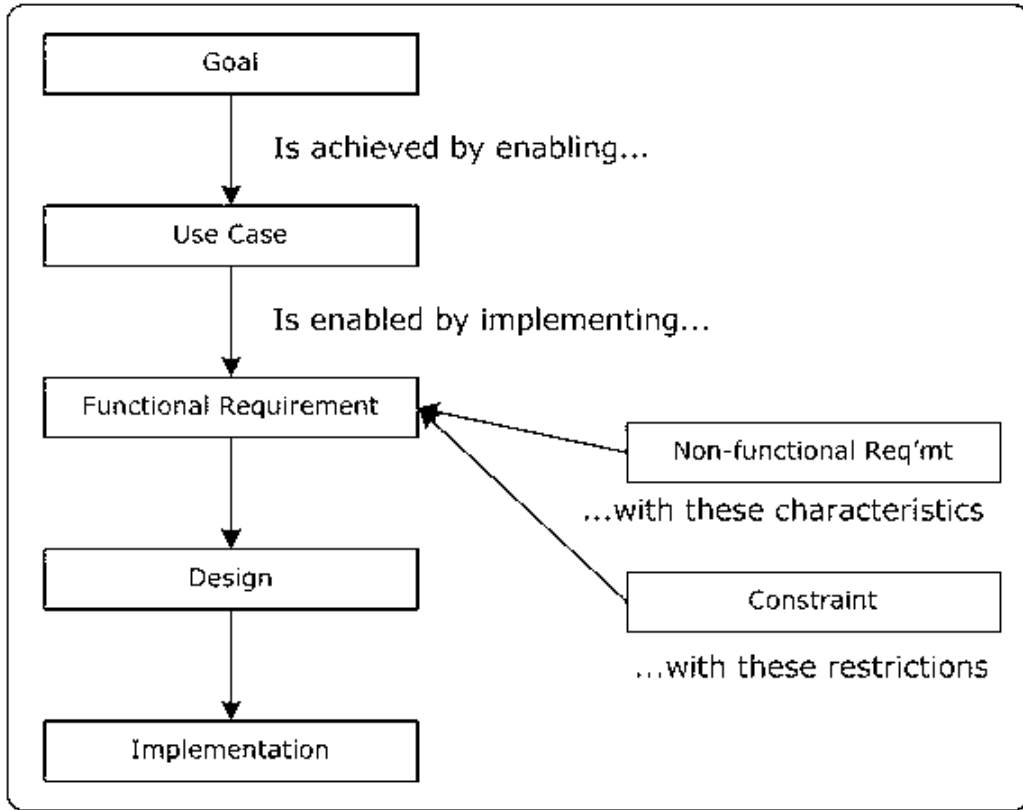 Goal
Is achieved by enabling...
Use Case
Is enabled by implementing...
Functional Requirement
Non-functional Req'mt
...with these characteristics
Design
Constraint
...with these restrictions
Implementation